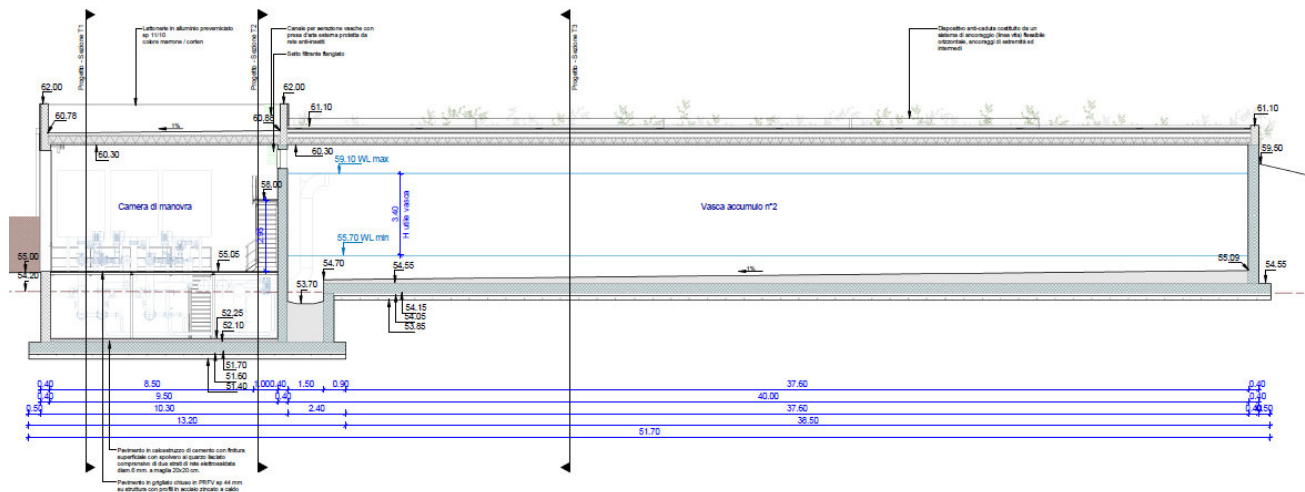 Lattonerie in alluminio preverniciato
sp 11/10
colore marrone / corten
Canale per aerazione vasche con
presa d'aria esterna protetta da
rete anti-insetti
Setto filtrante flangiato
Dispositivo anti-caduta costituito da un
sistema di ancoraggio (linea vita) flessibile
orizzontale, ancoraggi di estremità ed
intermedi
Progetto - Sezione T1
Progetto - Sezione T2
Progetto - Sezione T3
62.00
62.00
60.78
60.88
61.10
61.10
1%
60.30
60.30
59.10 WL max
59.50
58.00
Camera di manovra
Vasca accumulo n°2
3.40
H utile vasca
2.95
55.70 WL min
55.00
54.20
55.05
54.70
54.55
1%
55.09
54.55
53.70
54.15
54.05
53.85
52.25
52.10
51.70
51.60
51.40
0.40
8.50
1.00
0.40
1.50
0.90
37.60
0.40
0.40
9.50
0.40
40.00
0.40
0.50
10.30
2.40
37.60
0.40
0.50
13.20
38.50
51.70
Pavimento in calcestruzzo di cemento con finitura
superficiale con spolvero al quarzo lisciato
comprensivo di due strati di rete elettrosaldata
diam.6 mm. a maglia 20x20 cm.
Pavimento in grigliato chiuso in PRFV sp 44 mm
su struttura con profili in acciaio zincato a caldo